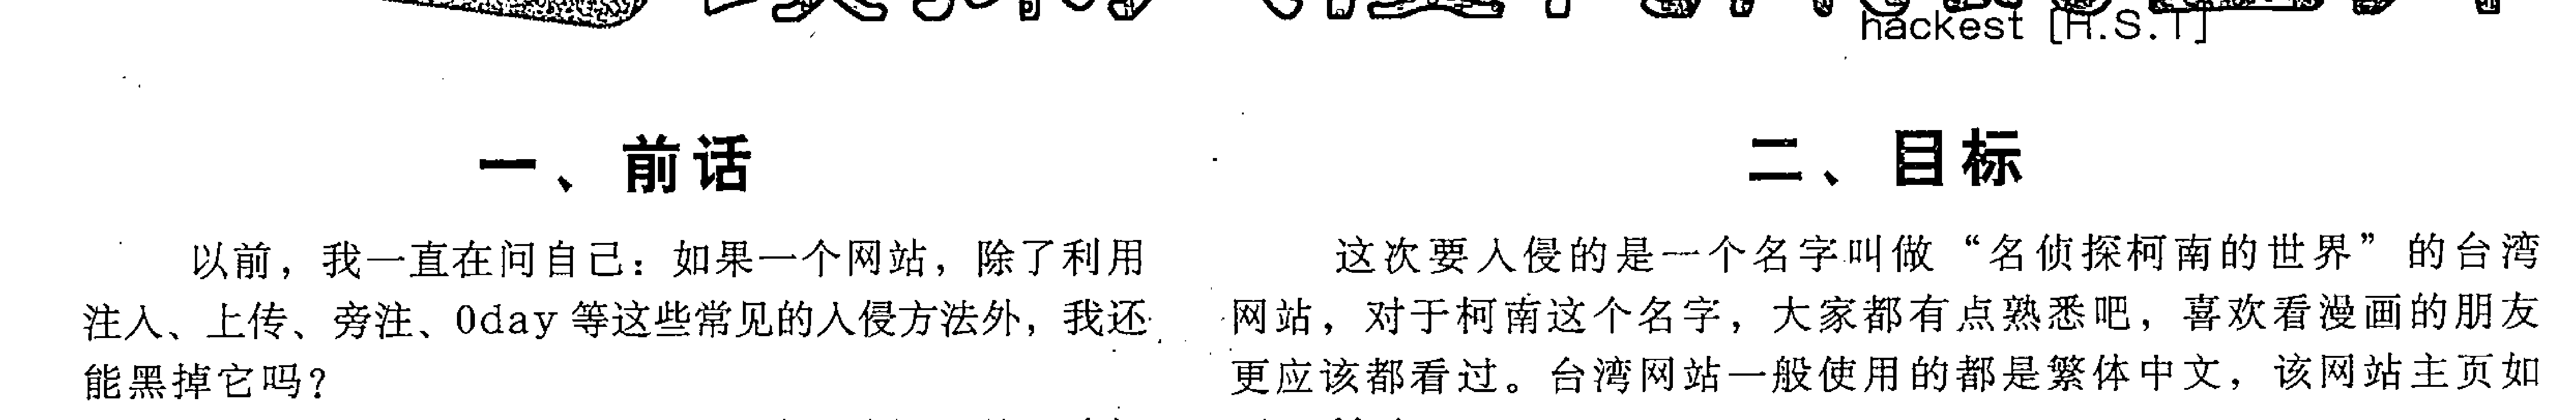 hackest [H.S.T]
一、前话
以前，我一直在问自己：如果一个网站，除了利用
注入、上传、旁注、0day 等这些常见的入侵方法外，我还
能黑掉它吗？
二、目标
这次要入侵的是一个名字叫做“名侦探柯南的世界”的台湾
网站，对于柯南这个名字，大家都有点熟悉吧，喜欢看漫画的朋友
更应该都看过。台湾网站一般使用的都是繁体中文，该网站主页如